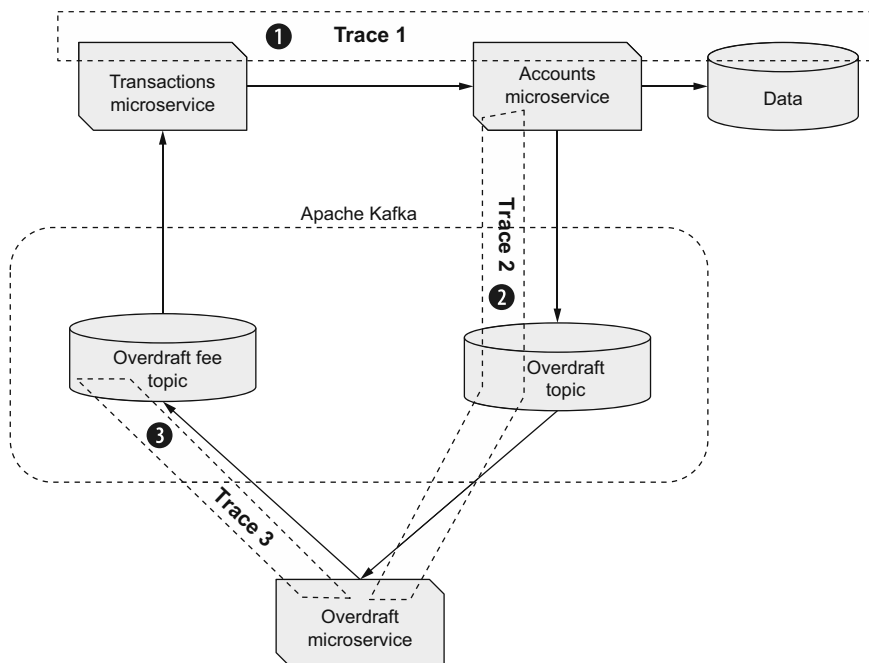 ❶ Trace 1
Transactions
microservice
Accounts
microservice
Data
Apache Kafka
Trace 2
❷
Overdraft fee
topic
Overdraft
topic
❸
Trace 3
Overdraft
microservice